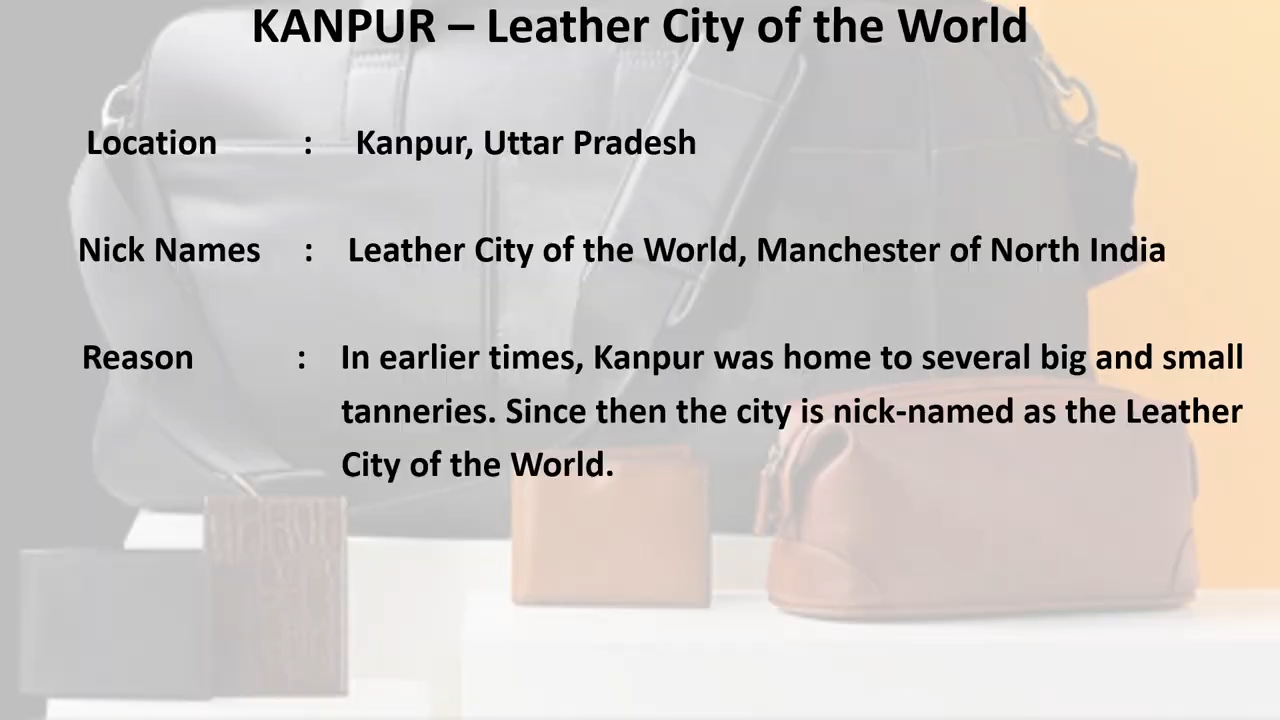 KANPUR – Leather City of the World
Location : Kanpur, Uttar Pradesh
Nick Names : Leather City of the World, Manchester of North India
Reason : In earlier times, Kanpur was home to several big and small
tanneries. Since then the city is nick-named as the Leather
City of the World.